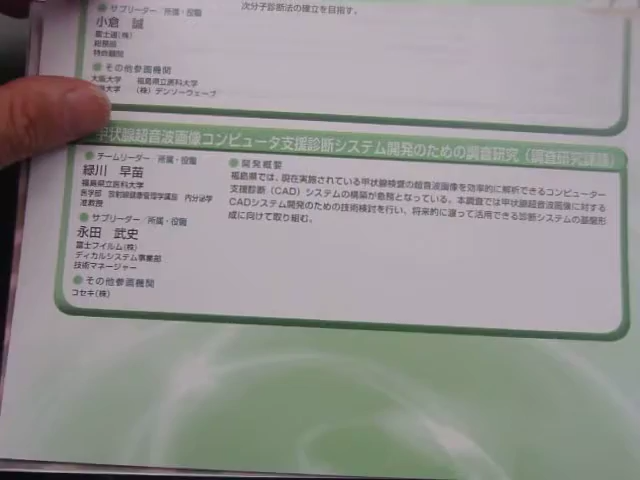 サブリーダー 所属・役職
次分子診断法の確立を目指す。
小倉 誠
富士通(株)
総務部
特命顧問
その他参画機関
大阪大学 福島県立医科大学
大学 (株)デンソーウェーブ
甲状腺超音波画像コンピュータ支援診断システム開発のための調査研究(調査研究課題)
チームリーダー 所属・役職
緑川 早苗
福島県立医科大学
医学部 放射線健康管理学講座 内分泌学
准教授
サブリーダー 所属・役職
永田 武史
富士フイルム(株)
ディカルシステム事業部
技術マネージャー
その他参画機関
コセキ(株)
開発概要
福島県では、現在実施されている甲状腺検査の超音波画像を効率的に解析できるコンピューター
支援診断(CAD)システムの構築が急務となっている。本調査では甲状腺超音波画像に対する
CADシステム開発のための技術検討を行い、将来的に渡って活用できる診断システムの基盤形
成に向けて取り組む。